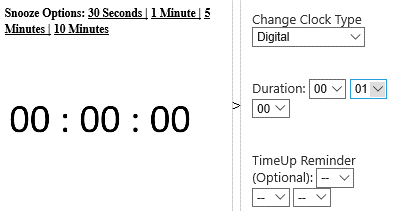 Snooze Options: 30 Seconds | 1 Minute | 5
Minutes | 10 Minutes
00 : 00 : 00
>
Change Clock Type
Digital
Duration: 00 01
00
TimeUp Reminder
(Optional): --
-- --